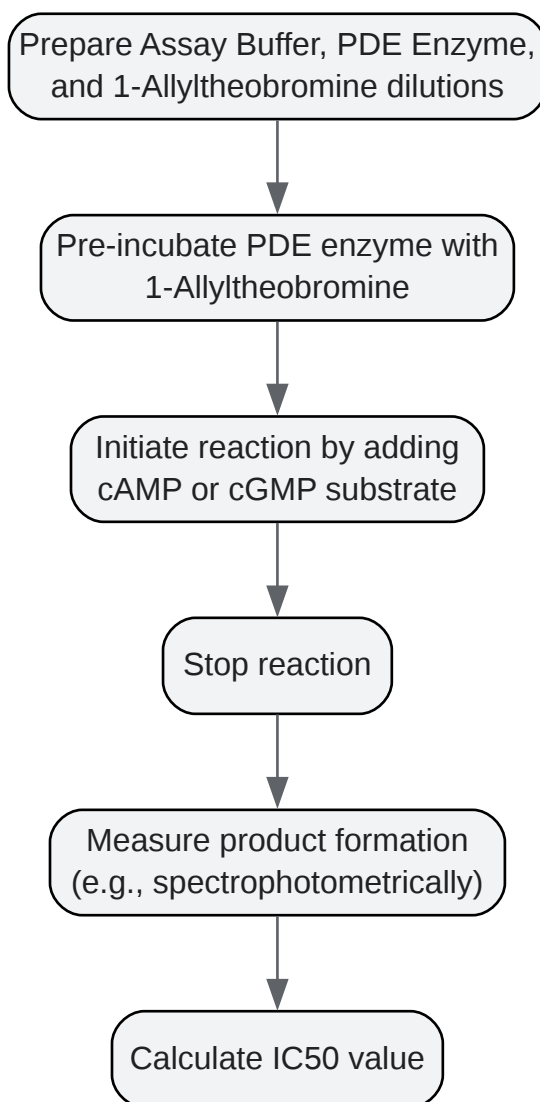 Prepare Assay Buffer, PDE Enzyme,
and 1-Allyltheobromine dilutions
Pre-incubate PDE enzyme with
1-Allyltheobromine
Initiate reaction by adding
cAMP or cGMP substrate
Stop reaction
Measure product formation
(e.g., spectrophotometrically)
Calculate IC50 value